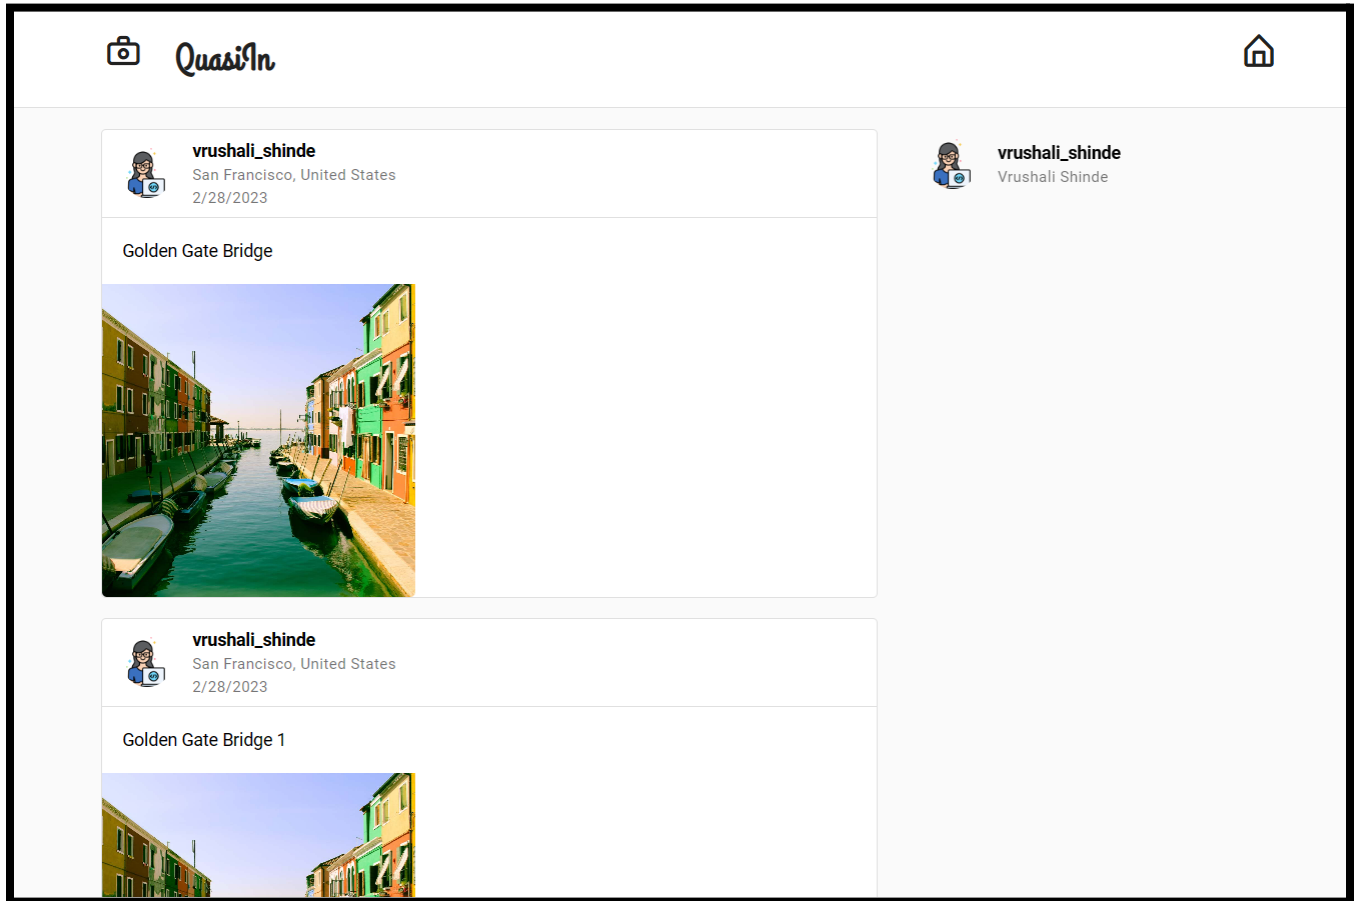 QuasiIn
vrushali_shinde
San Francisco, United States
2/28/2023
Golden Gate Bridge
vrushali_shinde
San Francisco, United States
2/28/2023
Golden Gate Bridge 1
vrushali_shinde
Vrushali Shinde